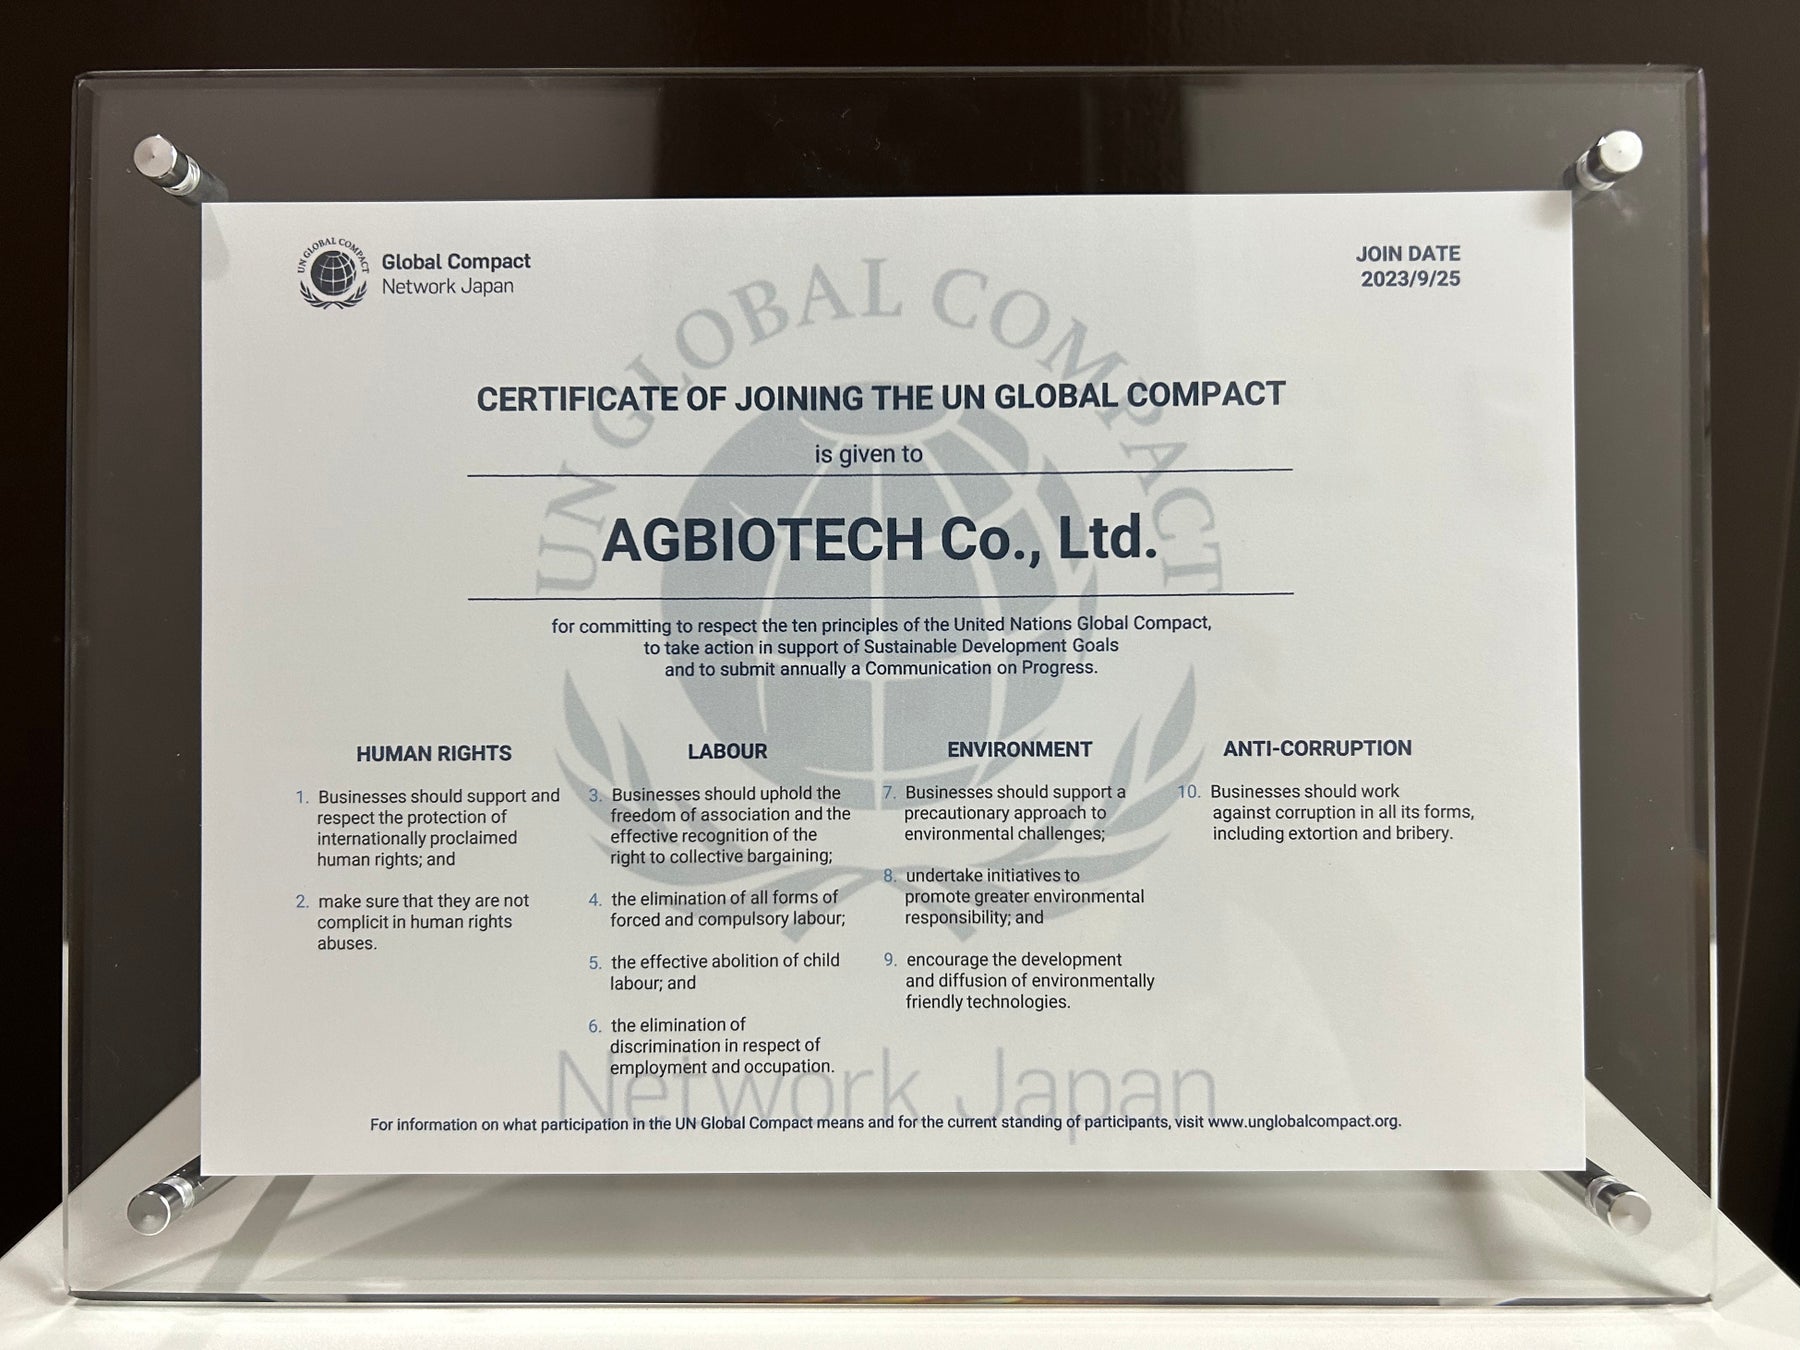 UN GLOBAL COMPACT
Global Compact
Network Japan
JOIN DATE
2023/9/25
UN GLOBAL COMPACT
CERTIFICATE OF JOINING THE UN GLOBAL COMPACT
is given to
AGBIOTECH Co., Ltd.
for committing to respect the ten principles of the United Nations Global Compact,
to take action in support of Sustainable Development Goals
and to submit annually a Communication on Progress.
HUMAN RIGHTS
1. Businesses should support and
respect the protection of
internationally proclaimed
human rights; and
2. make sure that they are not
complicit in human rights
abuses.
LABOUR
3. Businesses should uphold the
freedom of association and the
effective recognition of the
right to collective bargaining;
4. the elimination of all forms of
forced and compulsory labour;
5. the effective abolition of child
labour; and
6. the elimination of
discrimination in respect of
employment and occupation.
ENVIRONMENT
7. Businesses should support a
precautionary approach to
environmental challenges;
8. undertake initiatives to
promote greater environmental
responsibility; and
9. encourage the development
and diffusion of environmentally
friendly technologies.
ANTI-CORRUPTION
10. Businesses should work
against corruption in all its forms,
including extortion and bribery.
Network Japan
For information on what participation in the UN Global Compact means and for the current standing of participants, visit www.unglobalcompact.org.